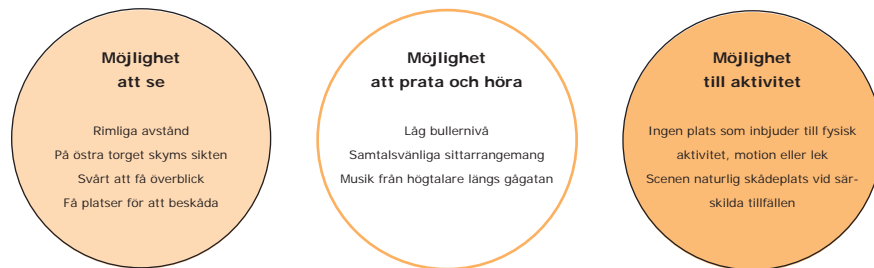 Möjlighet
att se
Rimliga avstånd
På östra torget skyms sikten
Svårt att få överblick
Få platser för att beskåda
Möjlighet
att prata och höra
Låg bullernivå
Samtalsvänliga sittarrangemang
Musik från högtalare längs gågatan
Möjlighet
till aktivitet
Ingen plats som inbjuder till fysisk
aktivitet, motion eller lek
Scenen naturlig skådeplats vid sär-
skilda tillfällen